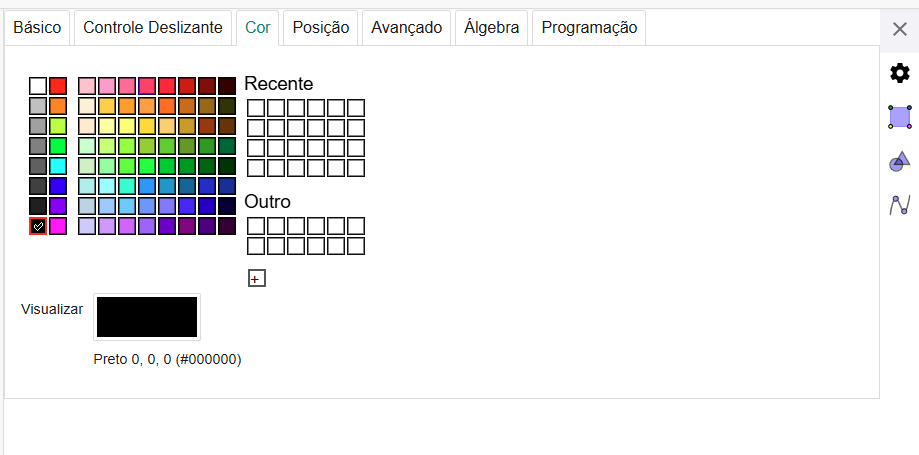 Básico Controle Deslizante Cor Posição Avançado Álgebra Programação
Recente
Outro
+
Visualizar
Preto 0, 0, 0 (#000000)